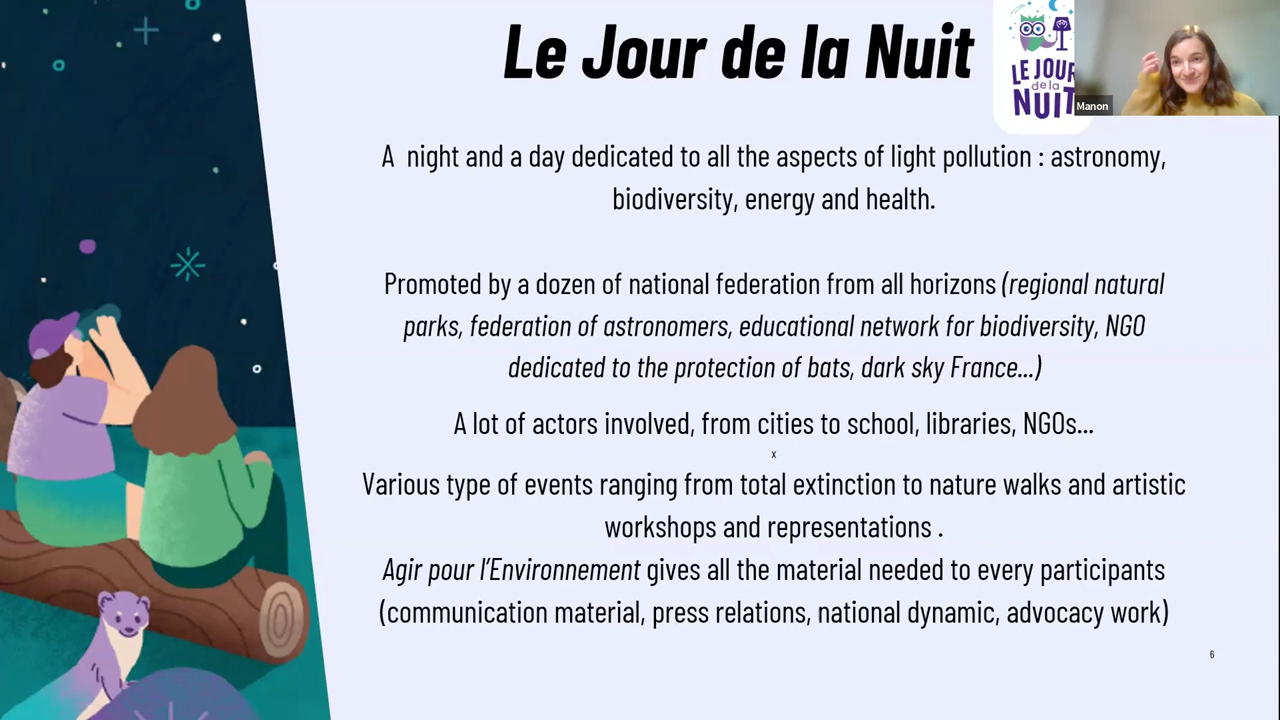 Le Jour de la Nuit
LE JOUR
de la
NUIT
Manon
A night and a day dedicated to all the aspects of light pollution : astronomy,
biodiversity, energy and health.
Promoted by a dozen of national federation from all horizons (regional natural
parks, federation of astronomers, educational network for biodiversity, NGO
dedicated to the protection of bats, dark sky France...)
A lot of actors involved, from cities to school, libraries, NGOs...
x
Various type of events ranging from total extinction to nature walks and artistic
workshops and representations .
Agir pour l'Environnement gives all the material needed to every participants
(communication material, press relations, national dynamic, advocacy work)
6